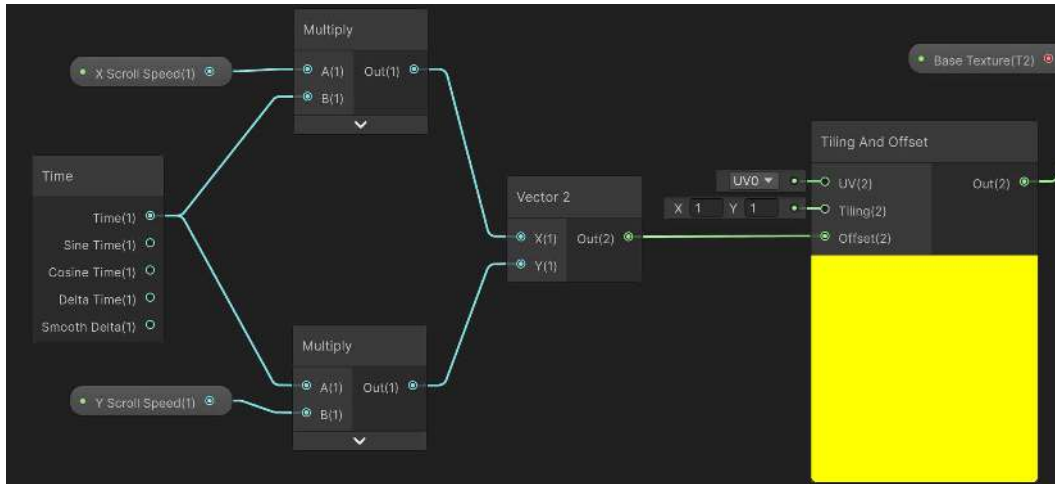 Multiply
X Scroll Speed(1)
A(1) Out(1)
B(1)
Base Texture(T2)
Time
Time(1)
Sine Time(1)
Cosine Time(1)
Delta Time(1)
Smooth Delta(1)
Vector 2
X(1) Out(2)
Y(1)
Tiling And Offset
UV0 UV(2) Out(2)
X 1 Y 1 Tiling(2)
Offset(2)
Multiply
A(1) Out(1)
Y Scroll Speed(1)
B(1)